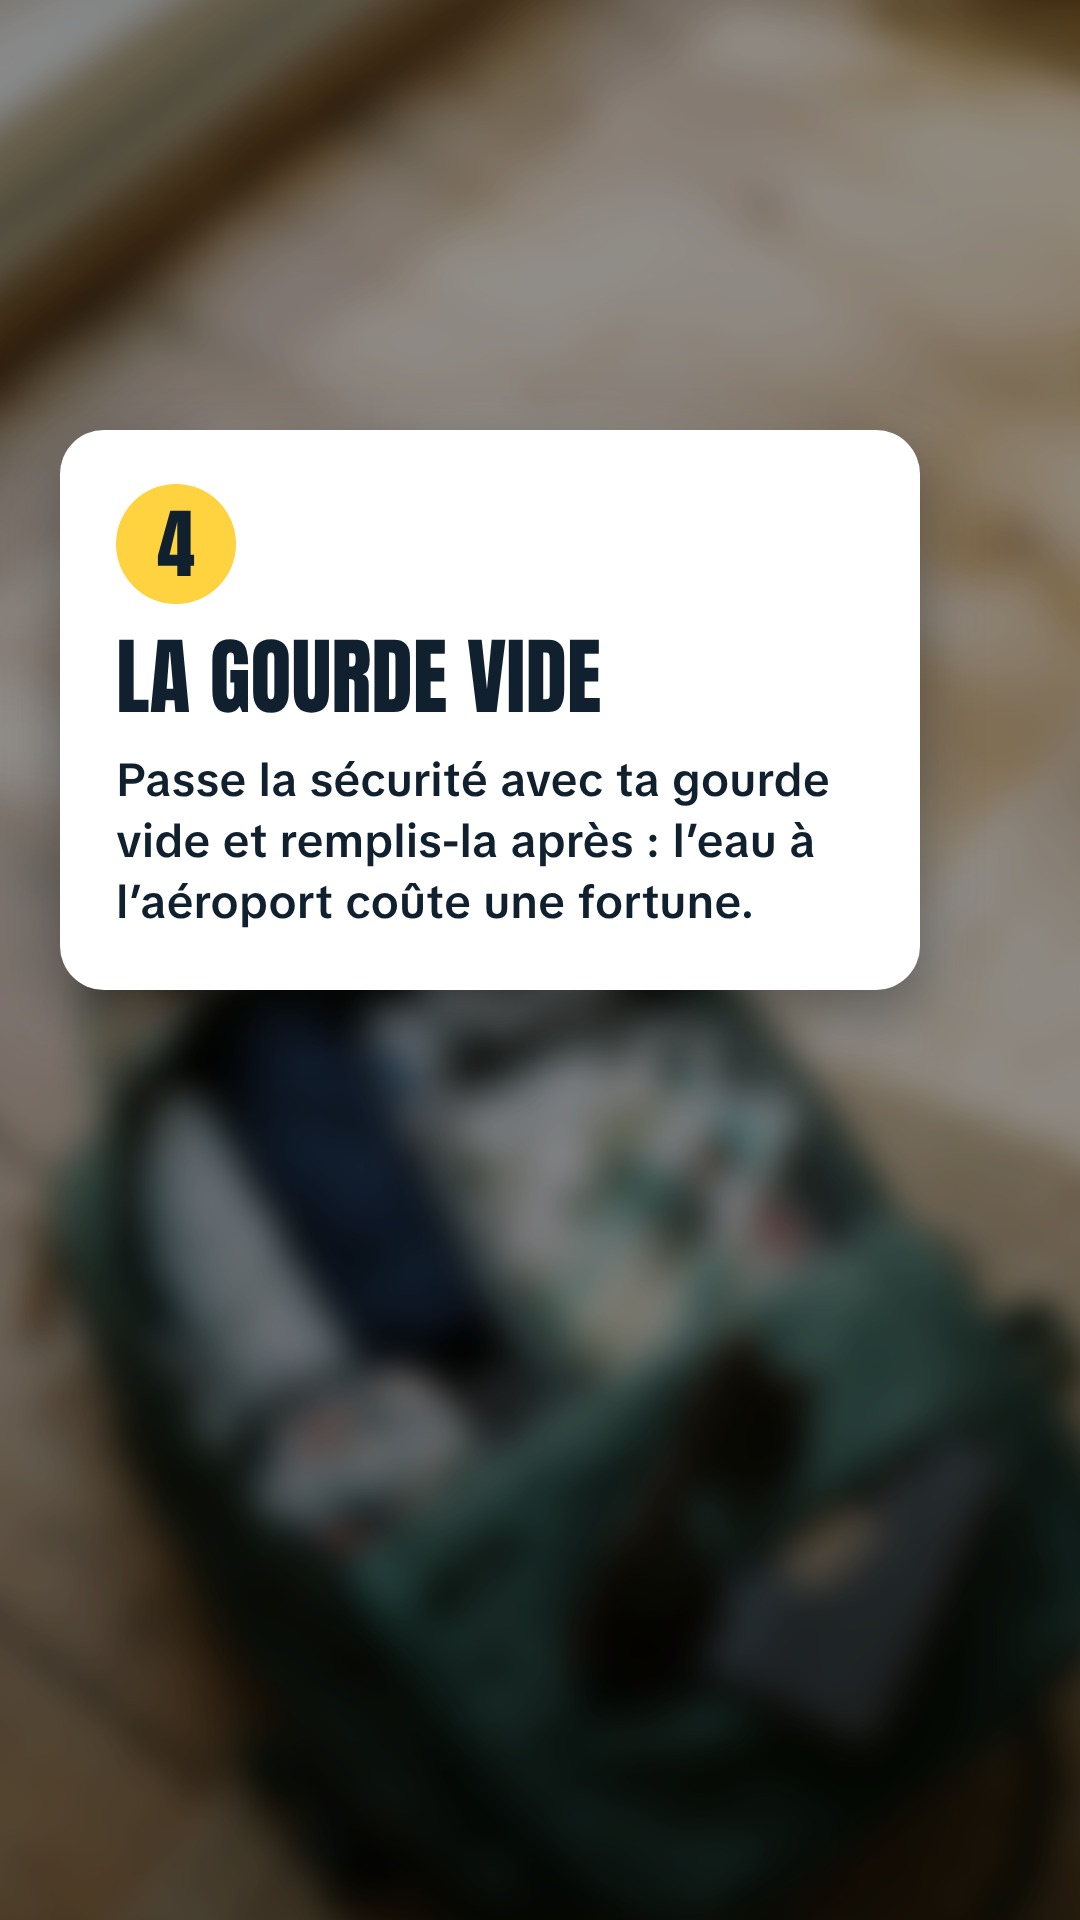 4
LA GOURDE VIDE
Passe la sécurité avec ta gourde
vide et remplis-la après : l’eau à
l’aéroport coûte une fortune.